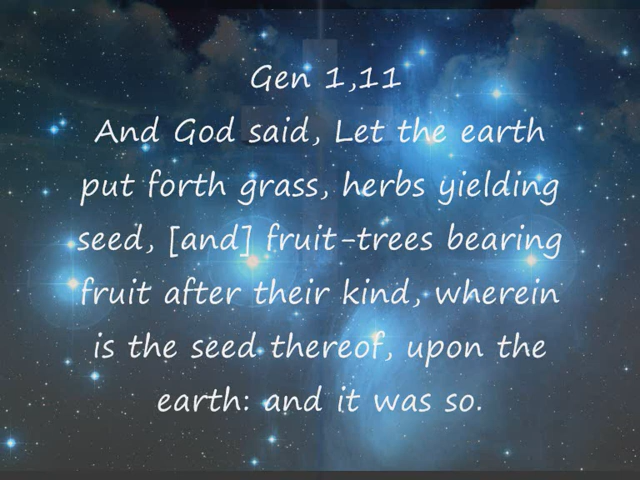 Gen 1,11
And God said, Let the earth
put forth grass, herbs yielding
seed, [and] fruit-trees bearing
fruit after their kind, wherein
is the seed thereof, upon the
earth: and it was so.